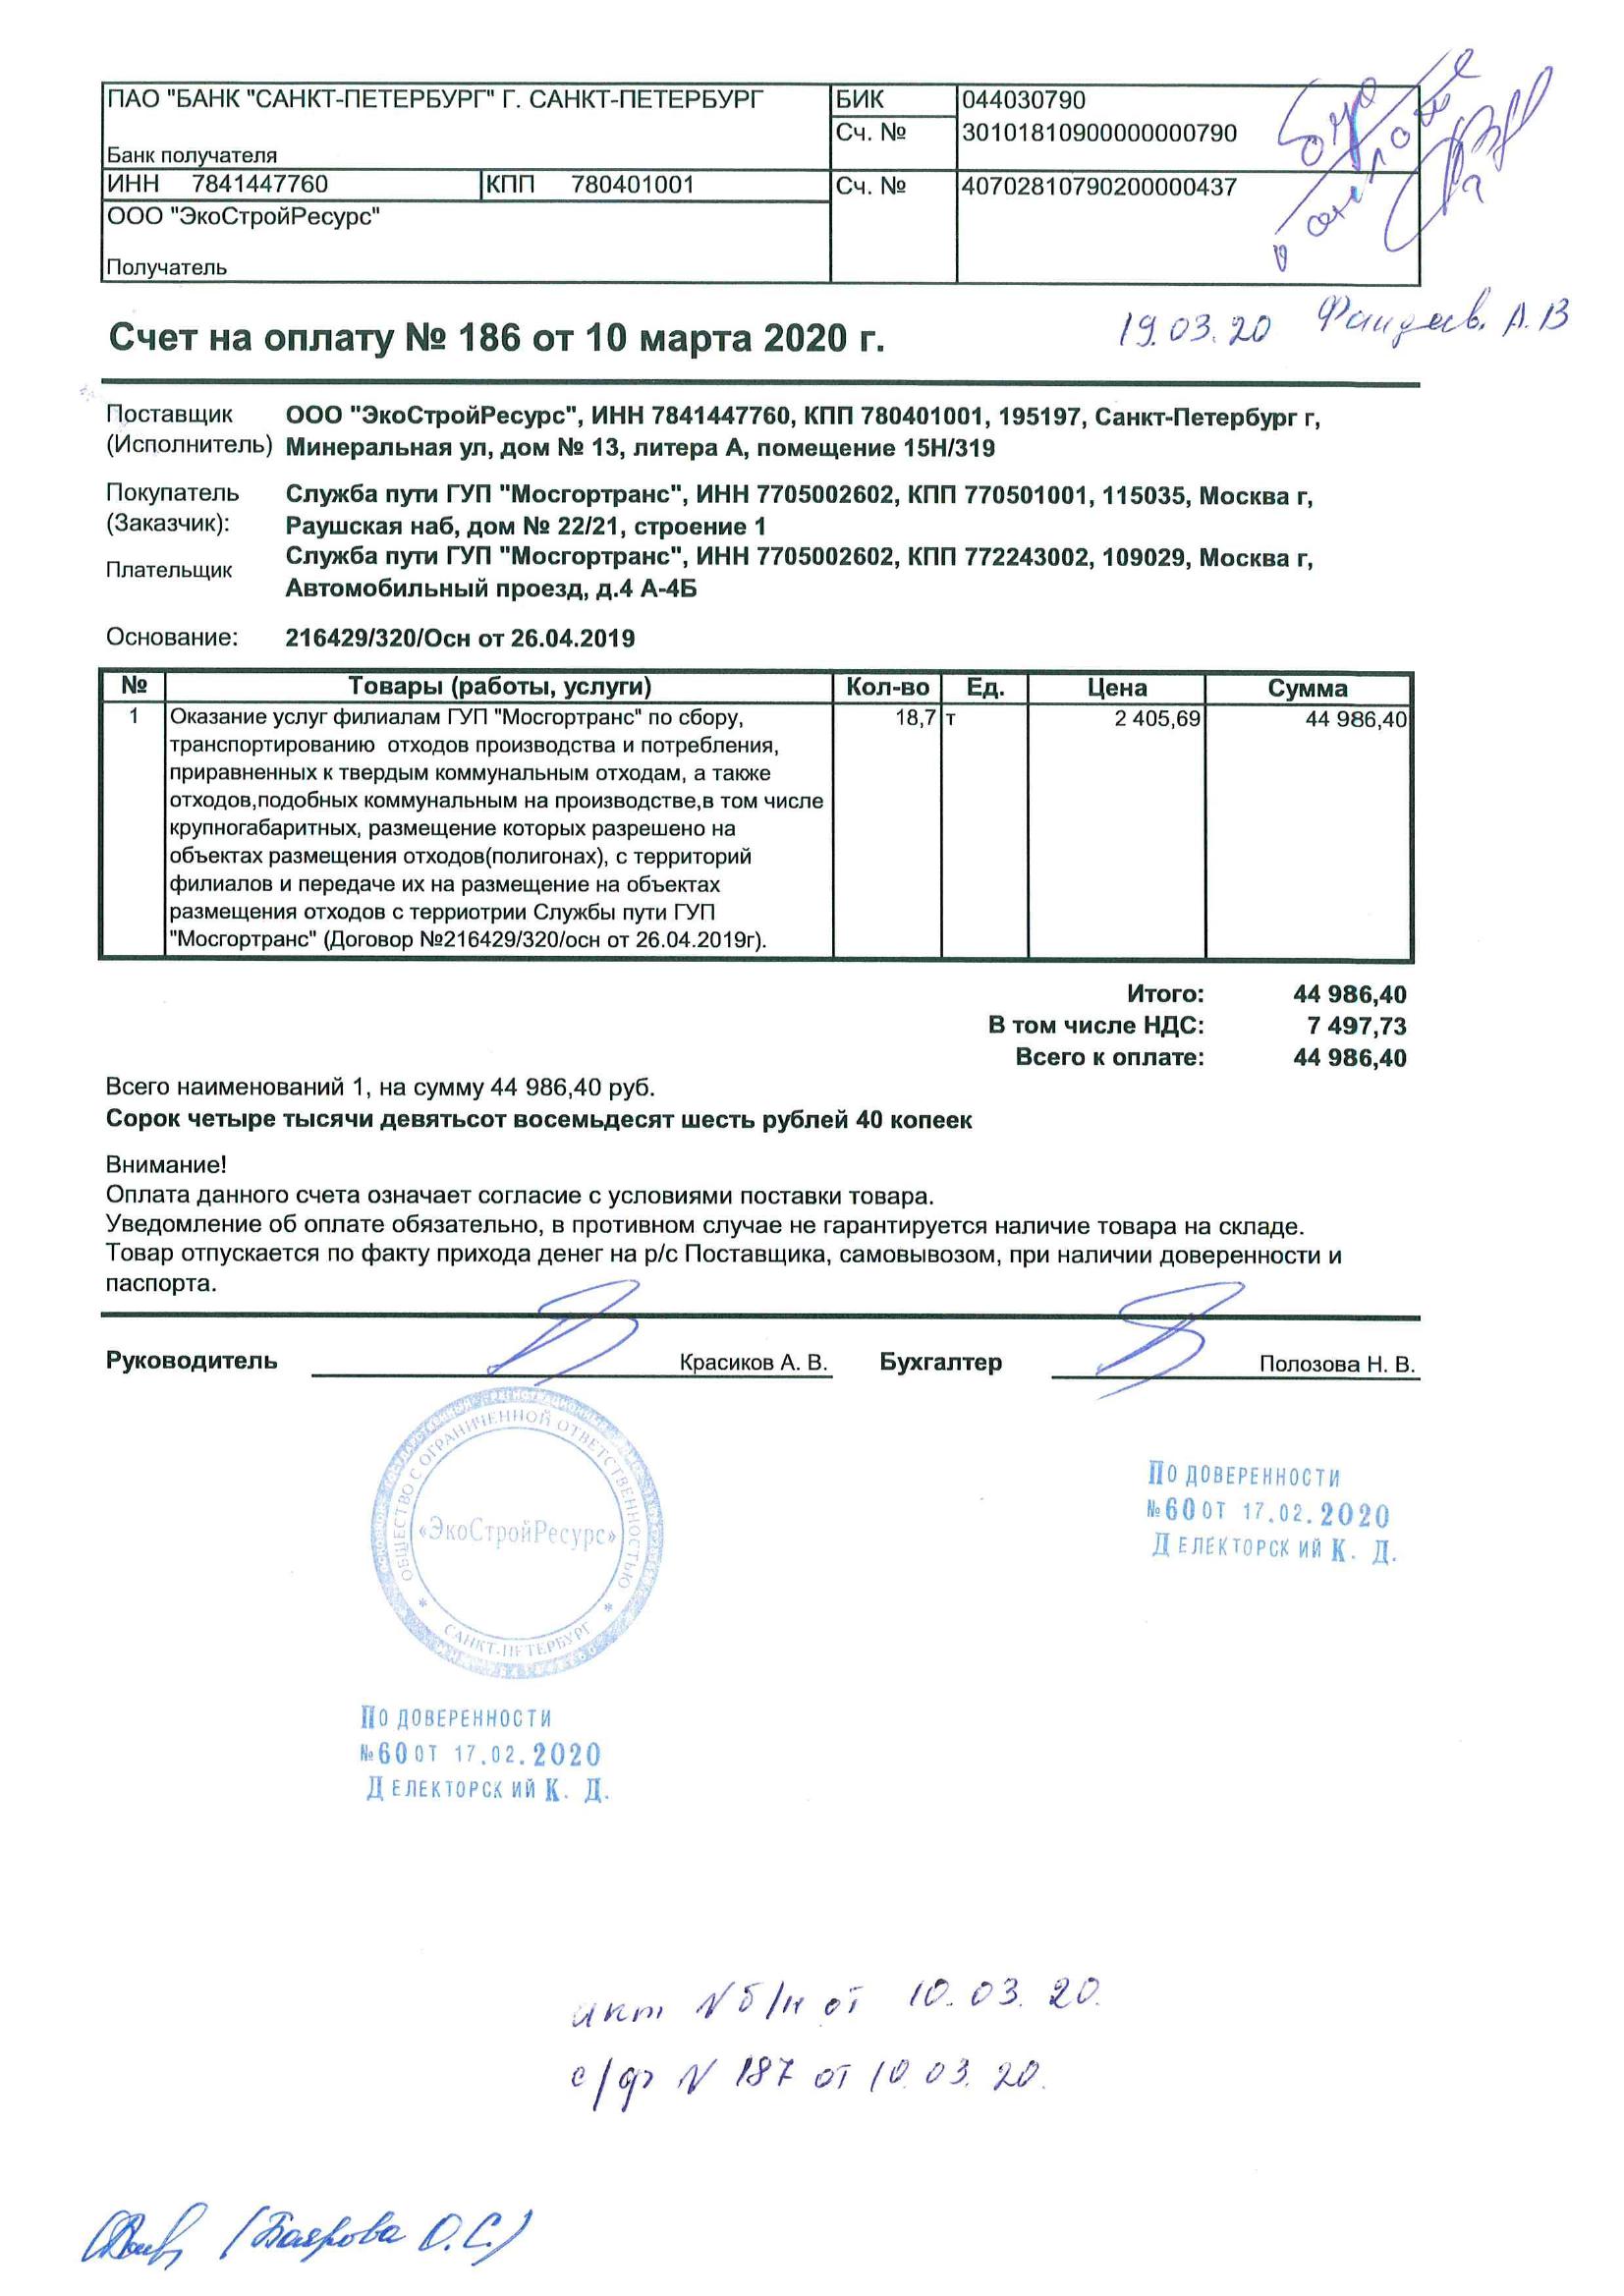 ПАО "БАНК "САНКТ-ПЕТЕРБУРГ" Г. САНКТ-ПЕТЕРБУРГ БИК 044030790
Сч. № 30101810900000000790
Банк получателя
ИНН 7841447760 КПП 780401001 Сч. № 40702810790200000437
ООО "ЭкоСтройРесурс"
Получатель
19.03.20 А.В
Счет на оплату № 186 от 10 марта 2020 г.
Поставщик (Исполнитель) ООО "ЭкоСтройРесурс", ИНН 7841447760, КПП 780401001, 195197, Санкт-Петербург г,
Минеральная ул, дом № 13, литера А, помещение 15Н/319
Покупатель (Заказчик): Служба пути ГУП "Мосгортранс", ИНН 7705002602, КПП 770501001, 115035, Москва г,
Раушская наб, дом № 22/21, строение 1
Плательщик Служба пути ГУП "Мосгортранс", ИНН 7705002602, КПП 772243002, 109029, Москва г,
Автомобильный проезд, д.4 А-4Б
Основание: 216429/320/Осн от 26.04.2019
№ Товары (работы, услуги) Кол-во Ед. Цена Сумма
1 Оказание услуг филиалам ГУП "Мосгортранс" по сбору, 18,7 т 2 405,69 44 986,40
транспортированию отходов производства и потребления,
приравненных к твердым коммунальным отходам, а также
отходов,подобных коммунальным на производстве,в том числе
крупногабаритных, размещение которых разрешено на
объектах размещения отходов(полигонах), с территорий
филиалов и передаче их на размещение на объектах
размещения отходов с терриотрии Службы пути ГУП
"Мосгортранс" (Договор №216429/320/осн от 26.04.2019г).
Итого: 44 986,40
В том числе НДС: 7 497,73
Всего к оплате: 44 986,40
Всего наименований 1, на сумму 44 986,40 руб.
Сорок четыре тысячи девятьсот восемьдесят шесть рублей 40 копеек
Внимание!
Оплата данного счета означает согласие с условиями поставки товара.
Уведомление об оплате обязательно, в противном случае не гарантируется наличие товара на складе.
Товар отпускается по факту прихода денег на р/с Поставщика, самовывозом, при наличии доверенности и
паспорта.
Руководитель Красиков А. В. Бухгалтер Полозова Н. В.
ОБЩЕСТВО С ОГРАНИЧЕННОЙ ОТВЕТСТВЕННОСТЬЮ
«ЭкоСтройРесурс»
* САНКТ-ПЕТЕРБУРГ *
По доверенности
№60 от 17.02.2020
Делекторский К. Д.
По доверенности
№60 от 17.02.2020
Делекторский К. Д.
акт N б/н от 10.03.20.
с/ф N 187 от 10.03.20.
(Баярова О.С.)